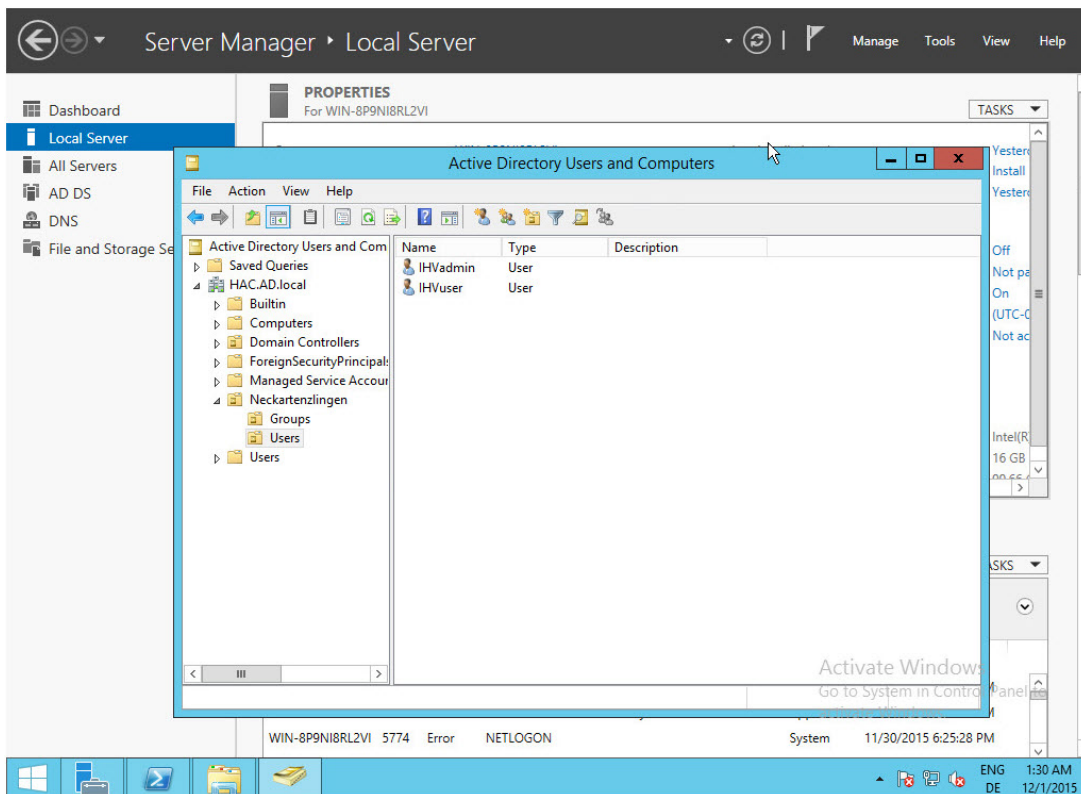 Server Manager ‣ Local Server
Manage Tools View Help
Dashboard
Local Server
All Servers
AD DS
DNS
File and Storage Se
PROPERTIES
For WIN-8P9NI8RL2VI
TASKS
Yester
Install
Yester
Off
Not pa
On
(UTC-0
Not ac
Intel(R
16 GB
Active Directory Users and Computers
File Action View Help
Active Directory Users and Com
Saved Queries
HAC.AD.local
Builtin
Computers
Domain Controllers
ForeignSecurityPrincipals
Managed Service Accour
Neckartenzlingen
Groups
Users
Users
Name Type Description
IHVadmin User
IHVuser User
ASKS
Activate Windows
Go to System in Control Panel to
WIN-8P9NI8RL2VI 5774 Error NETLOGON System 11/30/2015 6:25:28 PM
ENG 1:30 AM
DE 12/1/2015